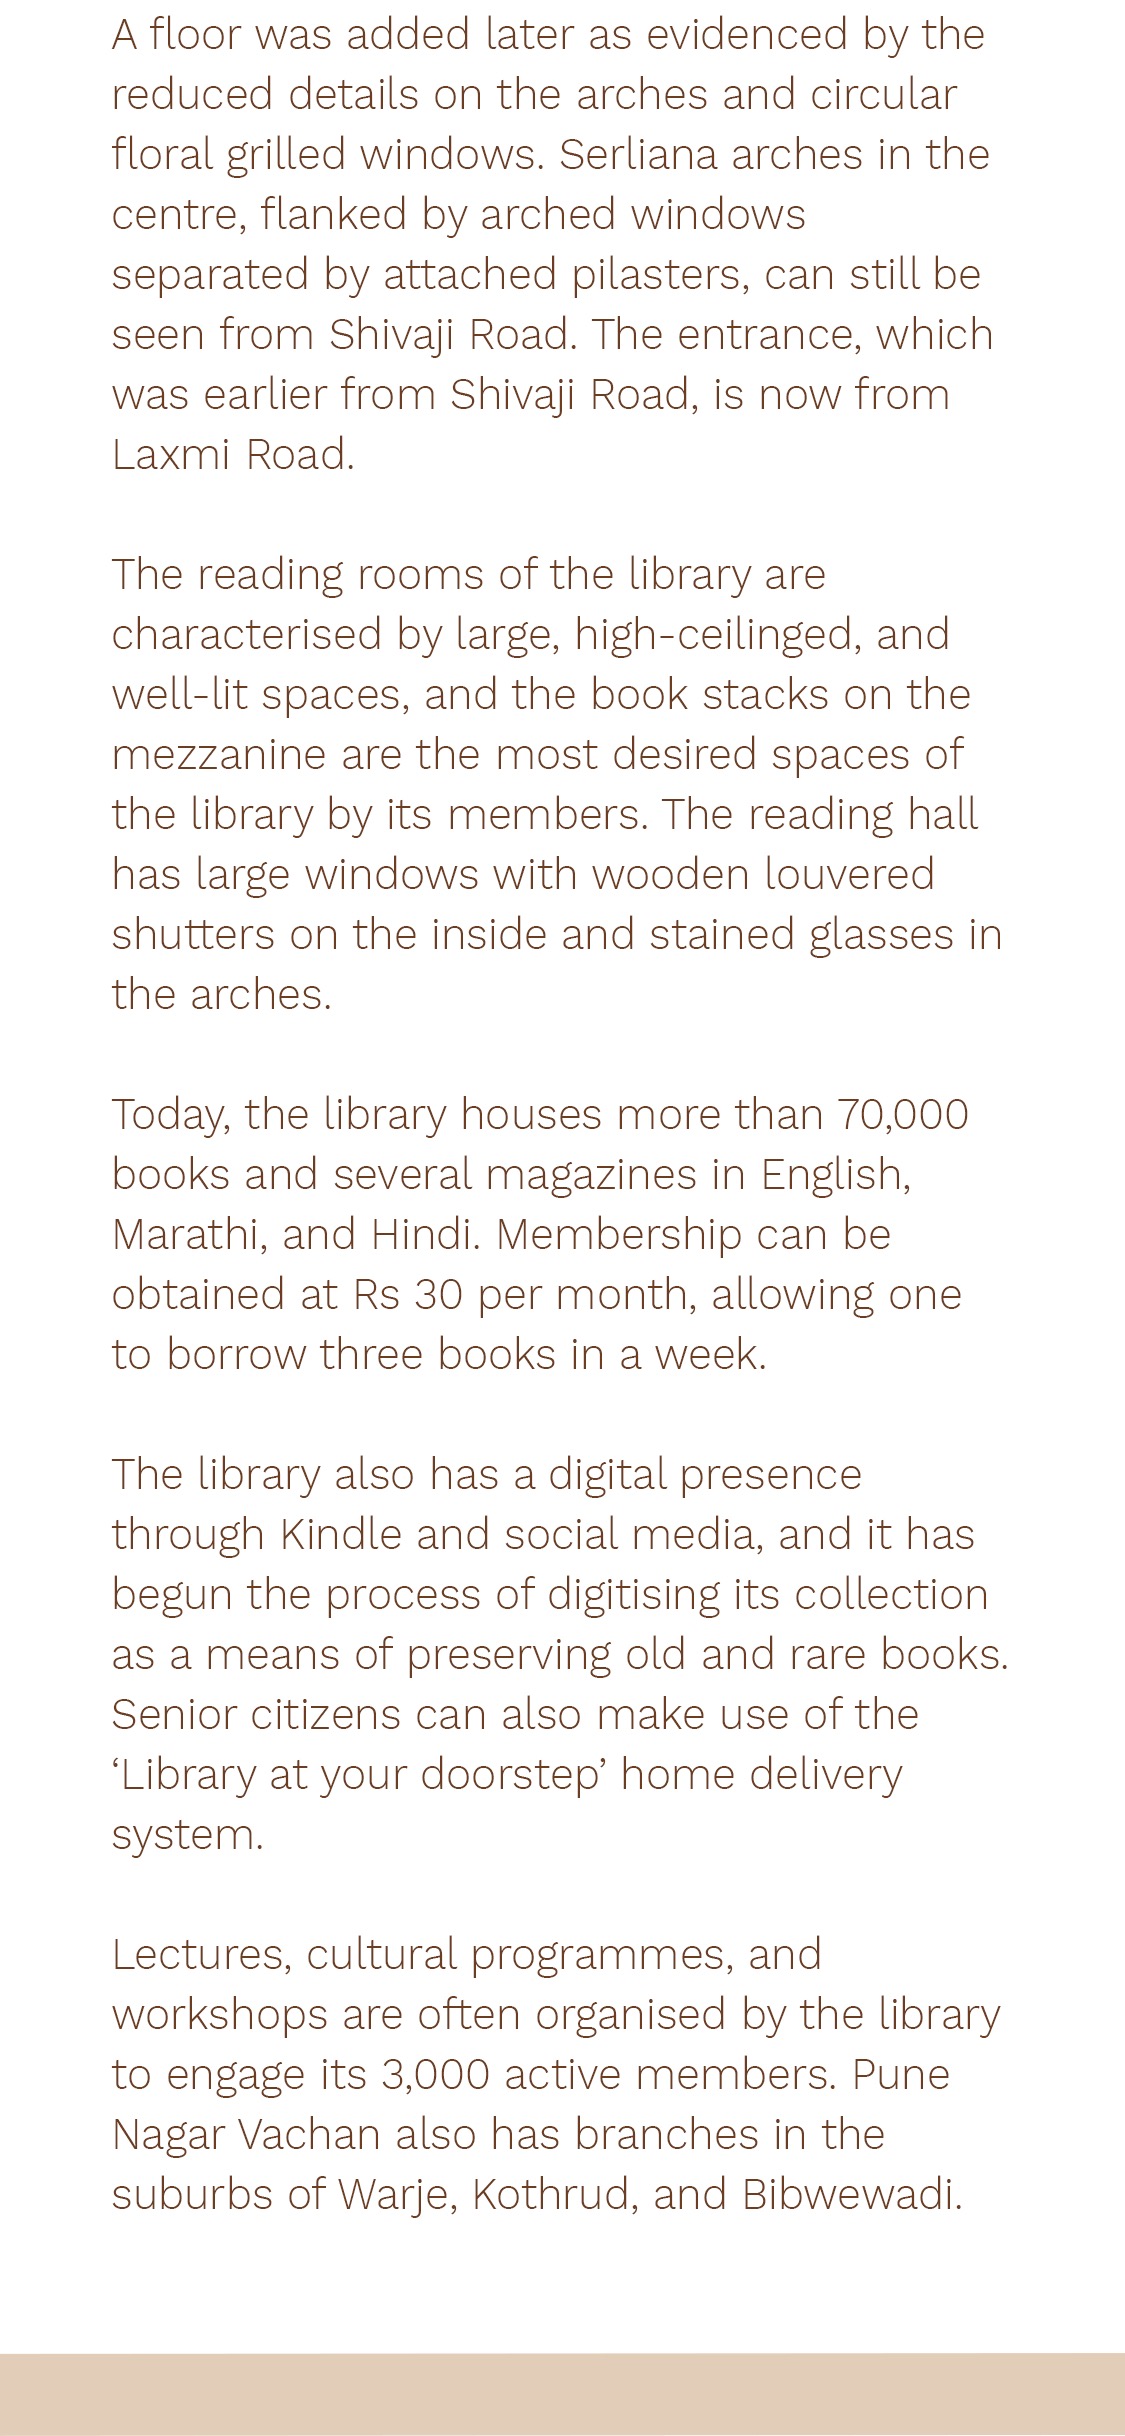 A floor was added later as evidenced by the
reduced details on the arches and circular
floral grilled windows. Serliana arches in the
centre, flanked by arched windows
separated by attached pilasters, can still be
seen from Shivaji Road. The entrance, which
was earlier from Shivaji Road, is now from
Laxmi Road.
The reading rooms of the library are
characterised by large, high-ceilinged, and
well-lit spaces, and the book stacks on the
mezzanine are the most desired spaces of
the library by its members. The reading hall
has large windows with wooden louvered
shutters on the inside and stained glasses in
the arches.
Today, the library houses more than 70,000
books and several magazines in English,
Marathi, and Hindi. Membership can be
obtained at Rs 30 per month, allowing one
to borrow three books in a week.
The library also has a digital presence
through Kindle and social media, and it has
begun the process of digitising its collection
as a means of preserving old and rare books.
Senior citizens can also make use of the
‘Library at your doorstep’ home delivery
system.
Lectures, cultural programmes, and
workshops are often organised by the library
to engage its 3,000 active members. Pune
Nagar Vachan also has branches in the
suburbs of Warje, Kothrud, and Bibwewadi.